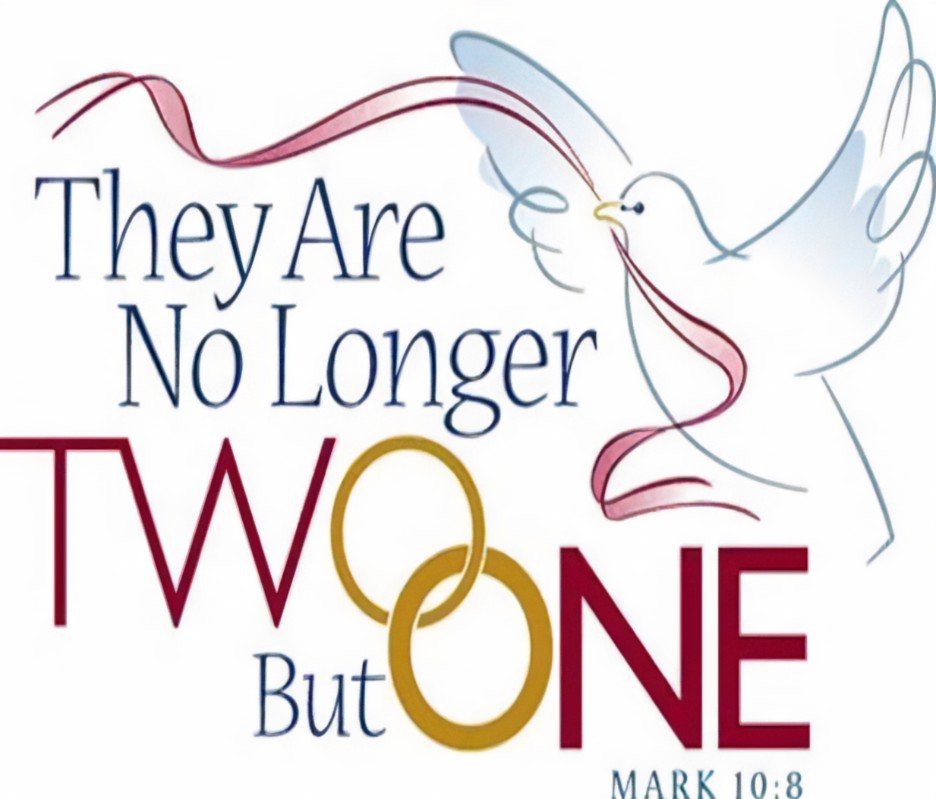 They Are
No Longer
TWO
But ONE
MARK 10:8